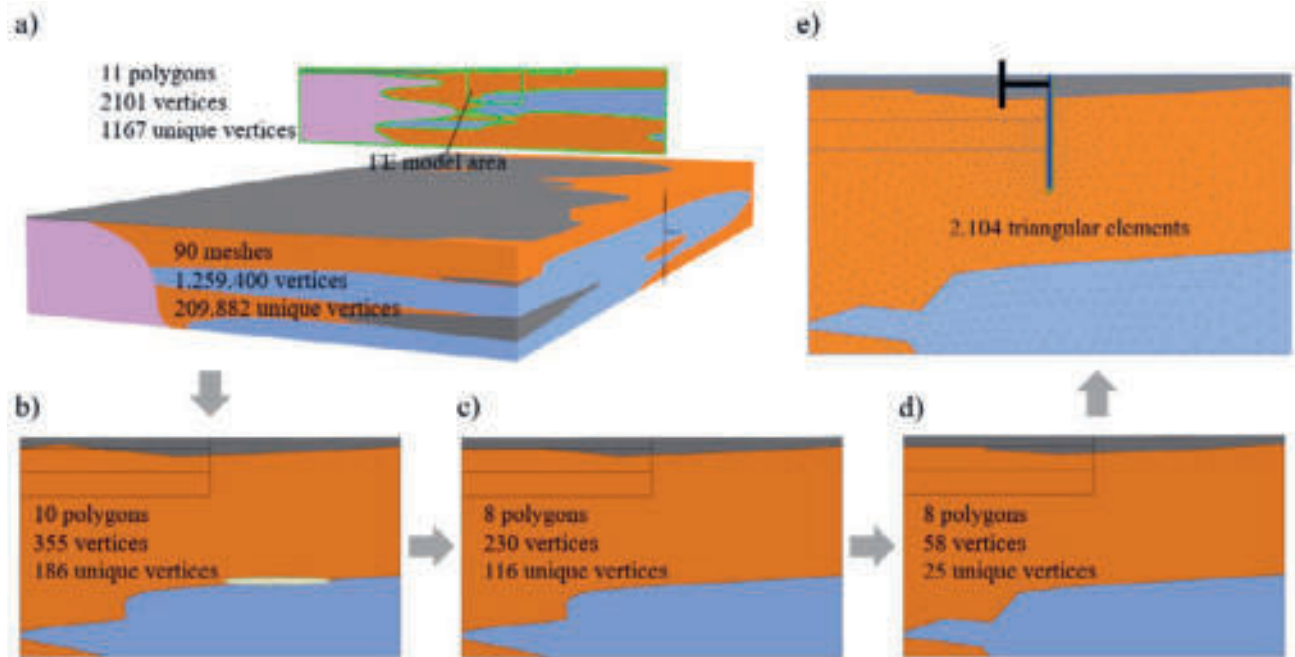 a)
11 polygons
2101 vertices
1167 unique vertices
FE model area
90 meshes
1.259.400 vertices
209.882 unique vertices
e)
2.104 triangular elements
b)
10 polygons
355 vertices
186 unique vertices
c)
8 polygons
230 vertices
116 unique vertices
d)
8 polygons
58 vertices
25 unique vertices